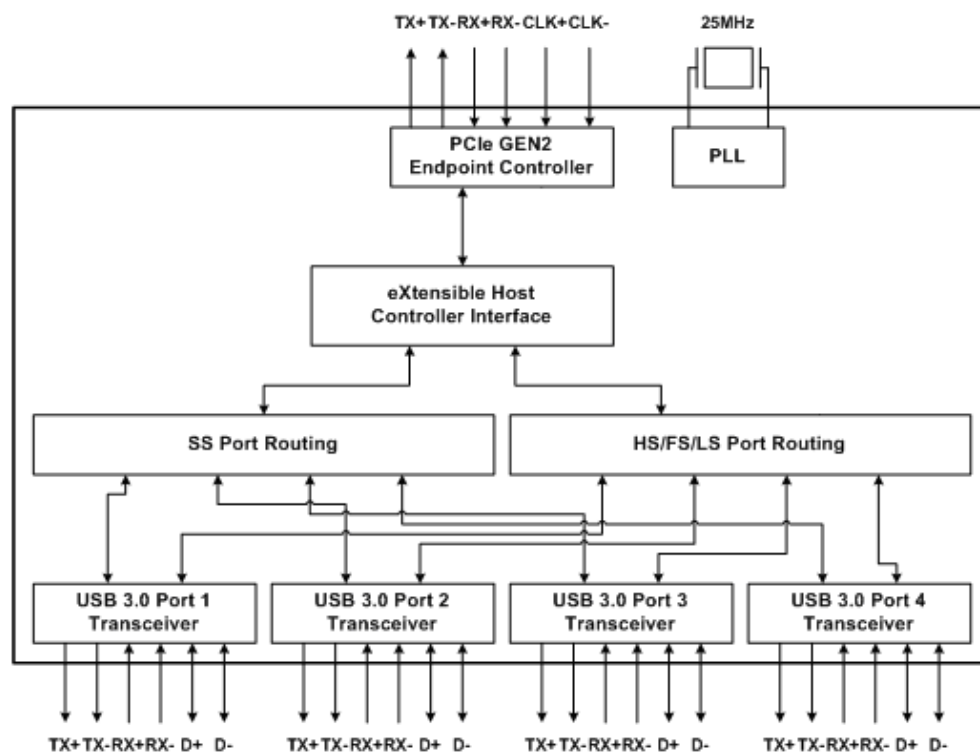 TX+ TX- RX+ RX- CLK+ CLK-
25MHz
PCIe GEN2
Endpoint Controller
PLL
eXtensible Host
Controller Interface
SS Port Routing
HS/FS/LS Port Routing
USB 3.0 Port 1
Transceiver
USB 3.0 Port 2
Transceiver
USB 3.0 Port 3
Transceiver
USB 3.0 Port 4
Transceiver
TX+ TX- RX+ RX- D+ D-
TX+ TX- RX+ RX- D+ D-
TX+ TX- RX+ RX- D+ D-
TX+ TX- RX+ RX- D+ D-